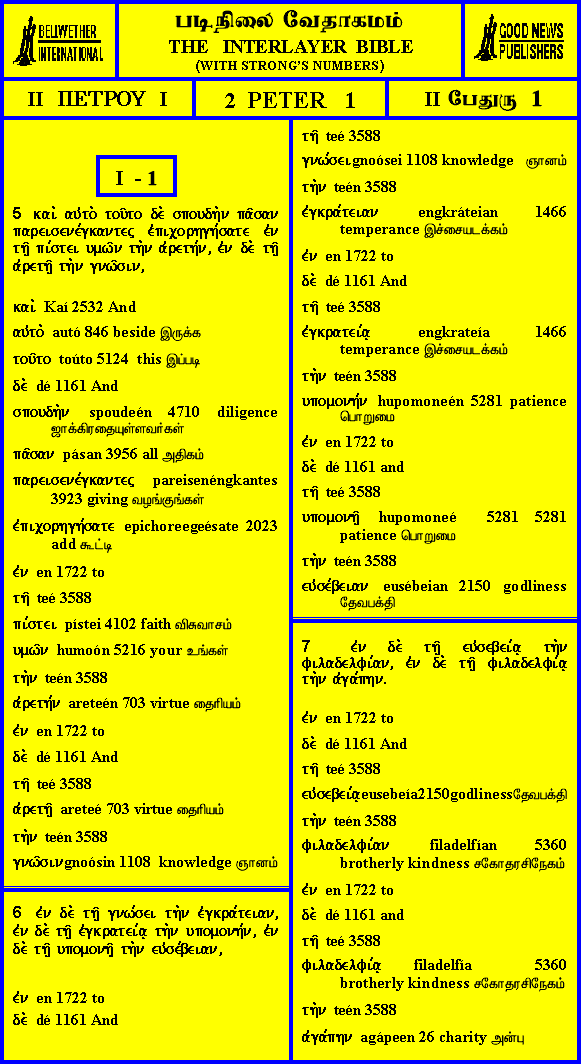 BELLWETHER
INTERNATIONAL
படிநிலை வேதாகமம்
THE INTERLAYER BIBLE
(WITH STRONG'S NUMBERS)
GOOD NEWS
PUBLISHERS
II ΠΕΤΡΟΥ I
2 PETER 1
II பேதுரு 1
I - 1
5 καὶ αὐτὸ τοῦτο δὲ σπουδὴν πᾶσαν
παρεισενέγκαντες ἐπιχορηγήσατε ἐν
τῇ πίστει υμῶν τὴν ἀρετήν, ἐν δὲ τῇ
ἀρετῇ τὴν γνῶσιν,
καὶ Kaí 2532 And
αὐτὸ autó 846 beside இருக்க
τοῦτο toúto 5124 this இப்படி
δὲ dé 1161 And
σπουδὴν spoudeén 4710 diligence
ஜாக்கிரதையுள்ளவர்கள்
πᾶσαν pásan 3956 all அதிகம்
παρεισενέγκαντες pareisenéngkantes
3923 giving வழங்குங்கள்
ἐπιχορηγήσατε epichoreegeésate 2023
add கூட்டி
ἐν en 1722 to
τῇ teé 3588
πίστει pístei 4102 faith விசுவாசம்
υμῶν humoón 5216 your உங்கள்
τὴν teén 3588
ἀρετήν areteén 703 virtue தைரியம்
ἐν en 1722 to
δὲ dé 1161 And
τῇ teé 3588
ἀρετῇ areteé 703 virtue தைரியம்
τὴν teén 3588
γνῶσιν gnoósin 1108 knowledge ஞானம்
6 ἐν δὲ τῇ γνώσει τὴν ἐγκράτειαν,
ἐν δὲ τῇ ἐγκρατείᾳ τὴν υπομονήν, ἐν
δὲ τῇ υπομονῇ τὴν εὐσέβειαν,
ἐν en 1722 to
δὲ dé 1161 And
τῇ teé 3588
γνώσει gnoósei 1108 knowledge ஞானம்
τὴν teén 3588
ἐγκράτειαν engkráteian 1466
temperance இச்சையடக்கம்
ἐν en 1722 to
δὲ dé 1161 And
τῇ teé 3588
ἐγκρατείᾳ engkrateía 1466
temperance இச்சையடக்கம்
τὴν teén 3588
υπομονήν hupomoneén 5281 patience
பொறுமை
ἐν en 1722 to
δὲ dé 1161 and
τῇ teé 3588
υπομονῇ hupomoneé 5281 5281
patience பொறுமை
τὴν teén 3588
εὐσέβειαν eusébeian 2150 godliness
தேவபக்தி
7 ἐν δὲ τῇ εὐσεβείᾳ τὴν
φιλαδελφίαν, ἐν δὲ τῇ φιλαδελφίᾳ
τὴν ἀγάπην.
ἐν en 1722 to
δὲ dé 1161 And
τῇ teé 3588
εὐσεβείᾳ eusebeía2150godlinessதேவபக்தி
τὴν teén 3588
φιλαδελφίαν filadelfían 5360
brotherly kindness சகோதரசிநேகம்
ἐν en 1722 to
δὲ dé 1161 and
τῇ teé 3588
φιλαδελφίᾳ filadelfía 5360
brotherly kindness சகோதரசிநேகம்
τὴν teén 3588
ἀγάπην agápeen 26 charity அன்பு